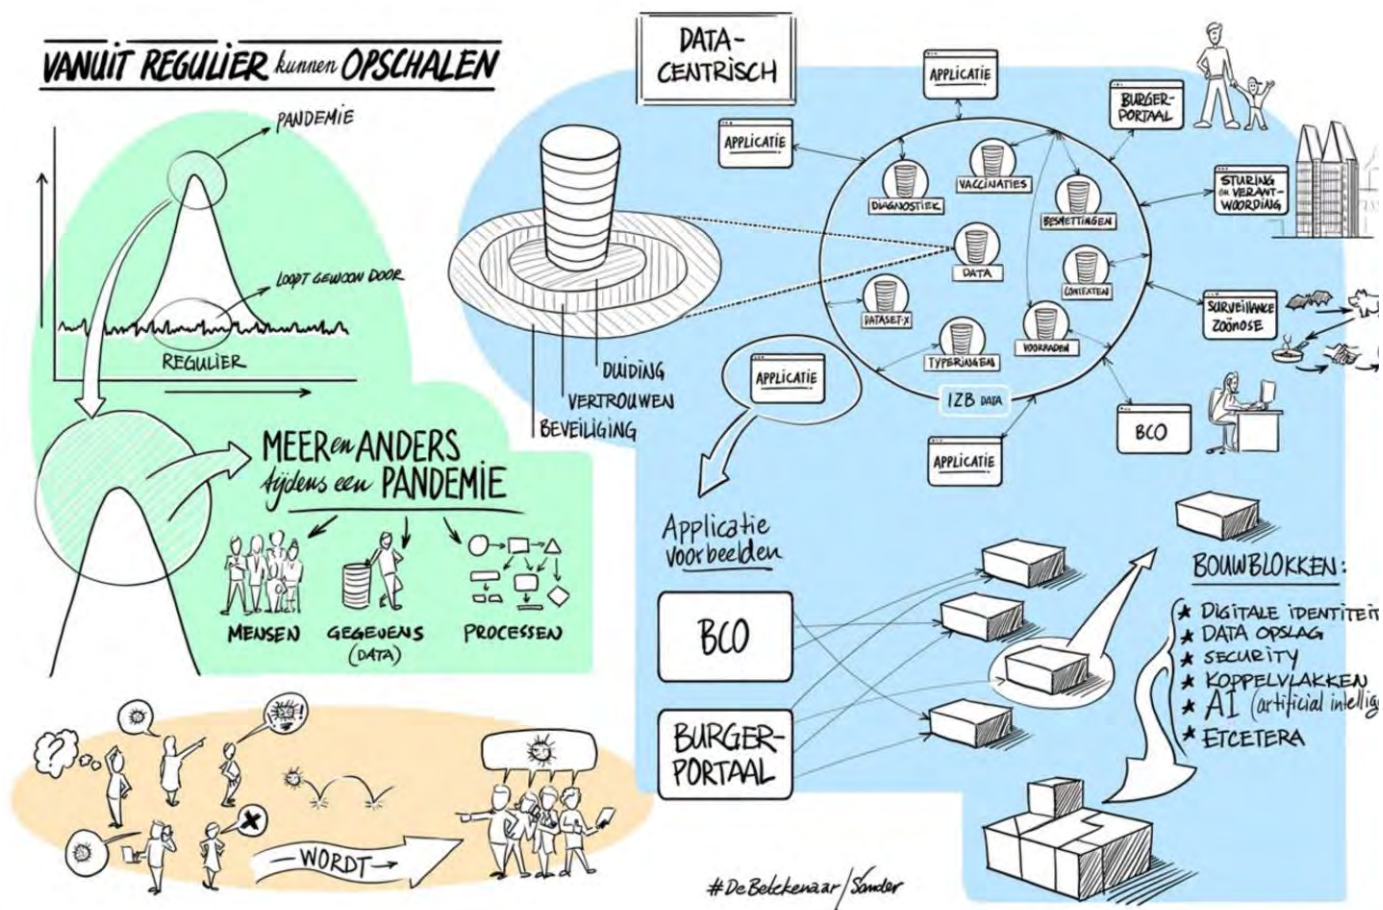 VANUIT REGULIER kunnen OPSCHALEN
PANDEMIE
LOOPT GEWOON DOOR
REGULIER
MEER en ANDERS
tijdens een PANDEMIE
MENSEN
GEGEVENS
(DATA)
PROCESSEN
WORDT
DATA-
CENTRISCH
APPLICATIE
APPLICATIE
BURGER-
PORTAAL
STURING
en VERANT-
WOORDING
SURVEILLANCE
ZOÖNOSE
BCO
APPLICATIE
APPLICATIE
DIAGNOSTIEK
VACCINATIES
BESMETTINGEN
DATA
CONTEXTEN
DATASET-X
TYPERINGEN
VOORRADEN
IZB DATA
DUIDING
VERTROUWEN
BEVEILIGING
Applicatie
voorbeelden
BCO
BURGER-
PORTAAL
BOUWBLOKKEN:
★ DIGITALE IDENTITEIT
★ DATA OPSLAG
★ SECURITY
★ KOPPELVLAKKEN
★ AI (artificial intellig
★ ETCETERA
#DeBetekenaar/Sander